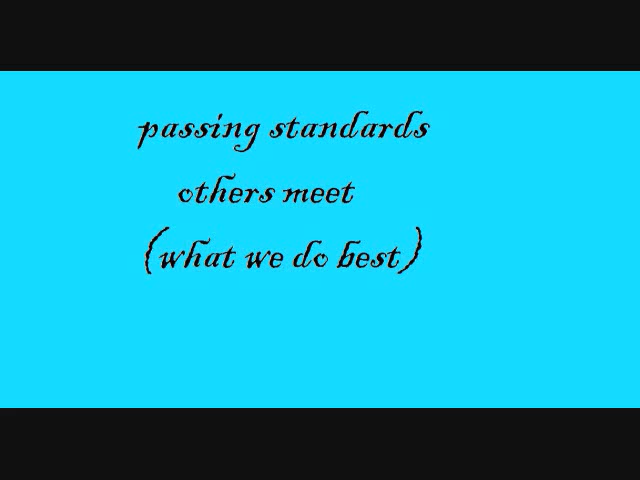 passing standards
others meet
(what we do best)